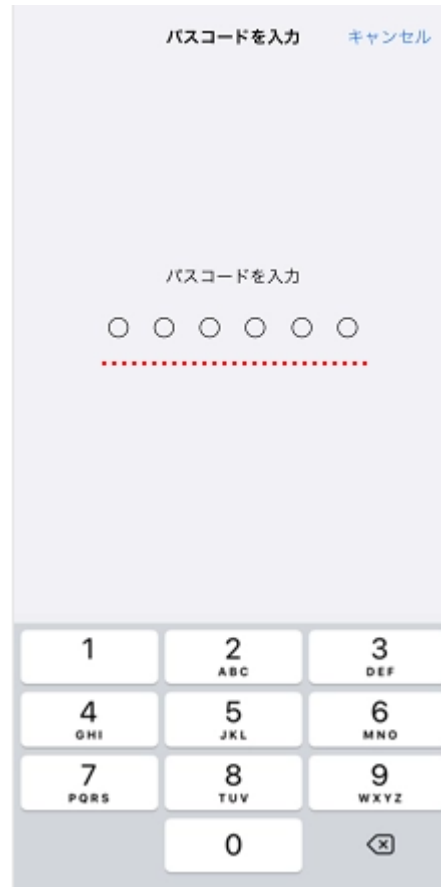 パスコードを入力 キャンセル
パスコードを入力
1 2 3
ABC DEF
4 5 6
GHI JKL MNO
7 8 9
PQRS TUV WXYZ
0